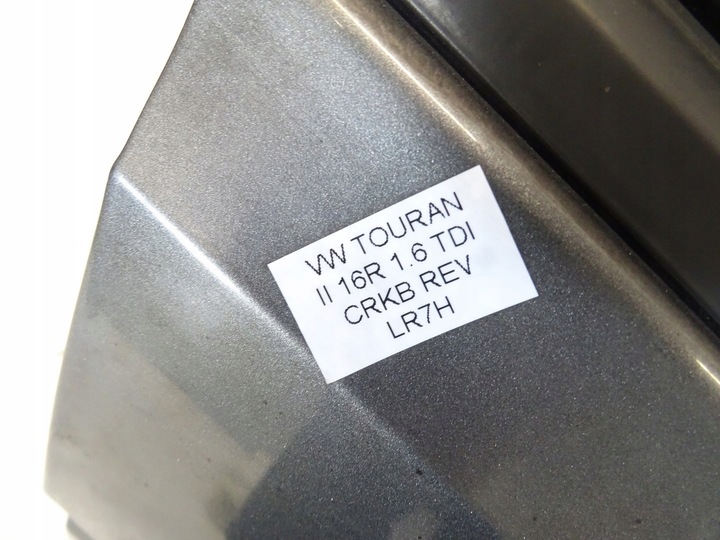 VW TOURAN
II 16R 1.6 TDI
CRKB REV
LR7H